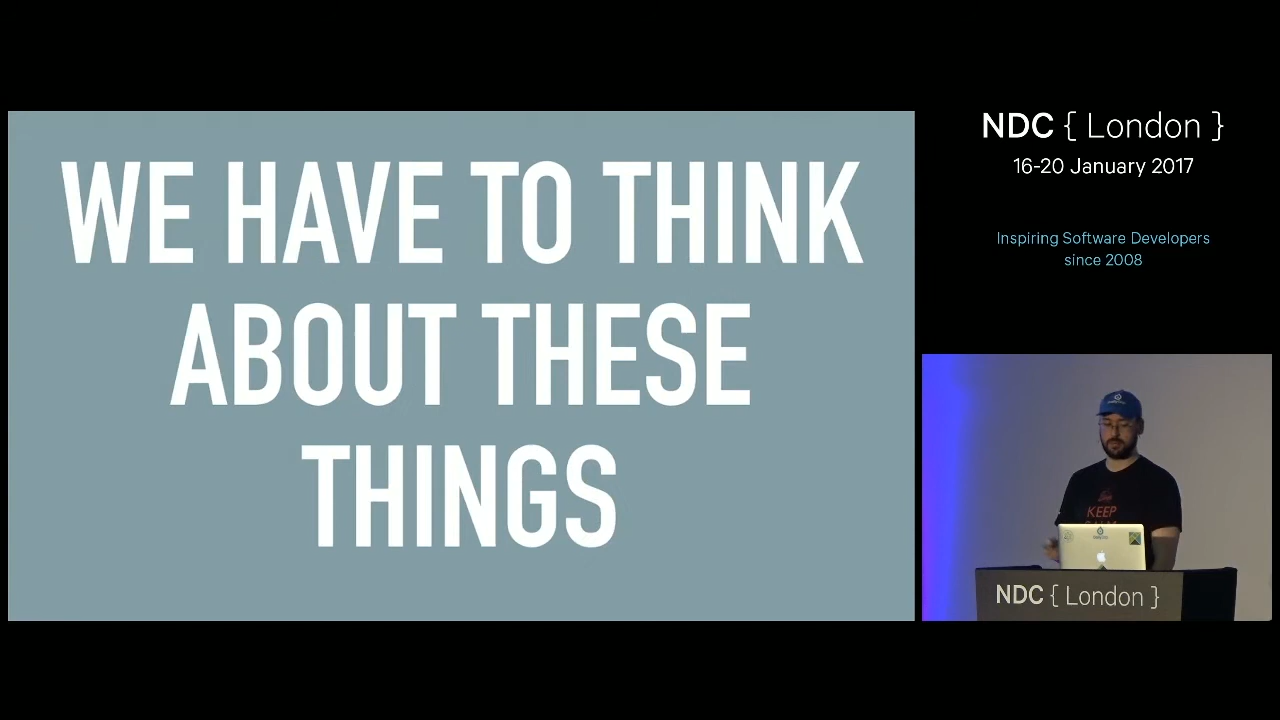 WE HAVE TO THINK
ABOUT THESE
THINGS
NDC { London }
16-20 January 2017
Inspiring Software Developers
since 2008
KEEP
CALM
NDC { London }